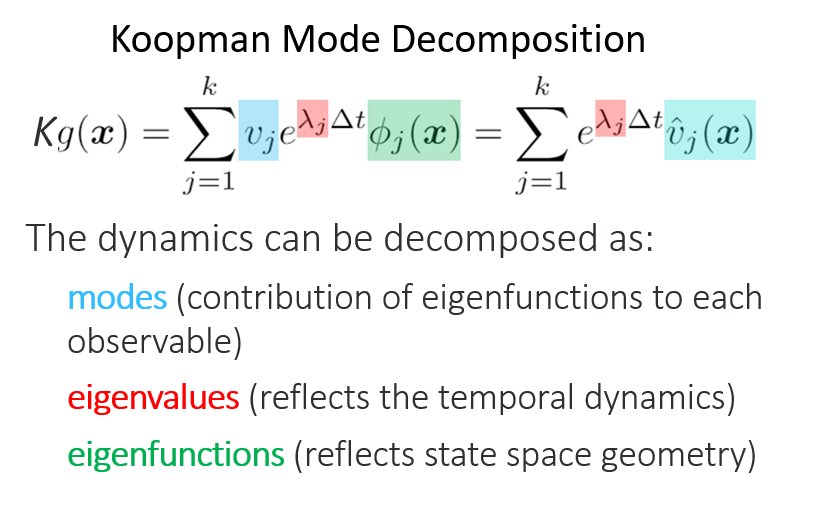 Koopman Mode Decomposition
$Kg(\boldsymbol{x}) = \sum_{j=1}^{k} v_j e^{\lambda_j \Delta t} \phi_j(\boldsymbol{x}) = \sum_{j=1}^{k} e^{\lambda_j \Delta t} \hat{v}_j(\boldsymbol{x})$
The dynamics can be decomposed as:
modes (contribution of eigenfunctions to each
observable)
eigenvalues (reflects the temporal dynamics)
eigenfunctions (reflects state space geometry)